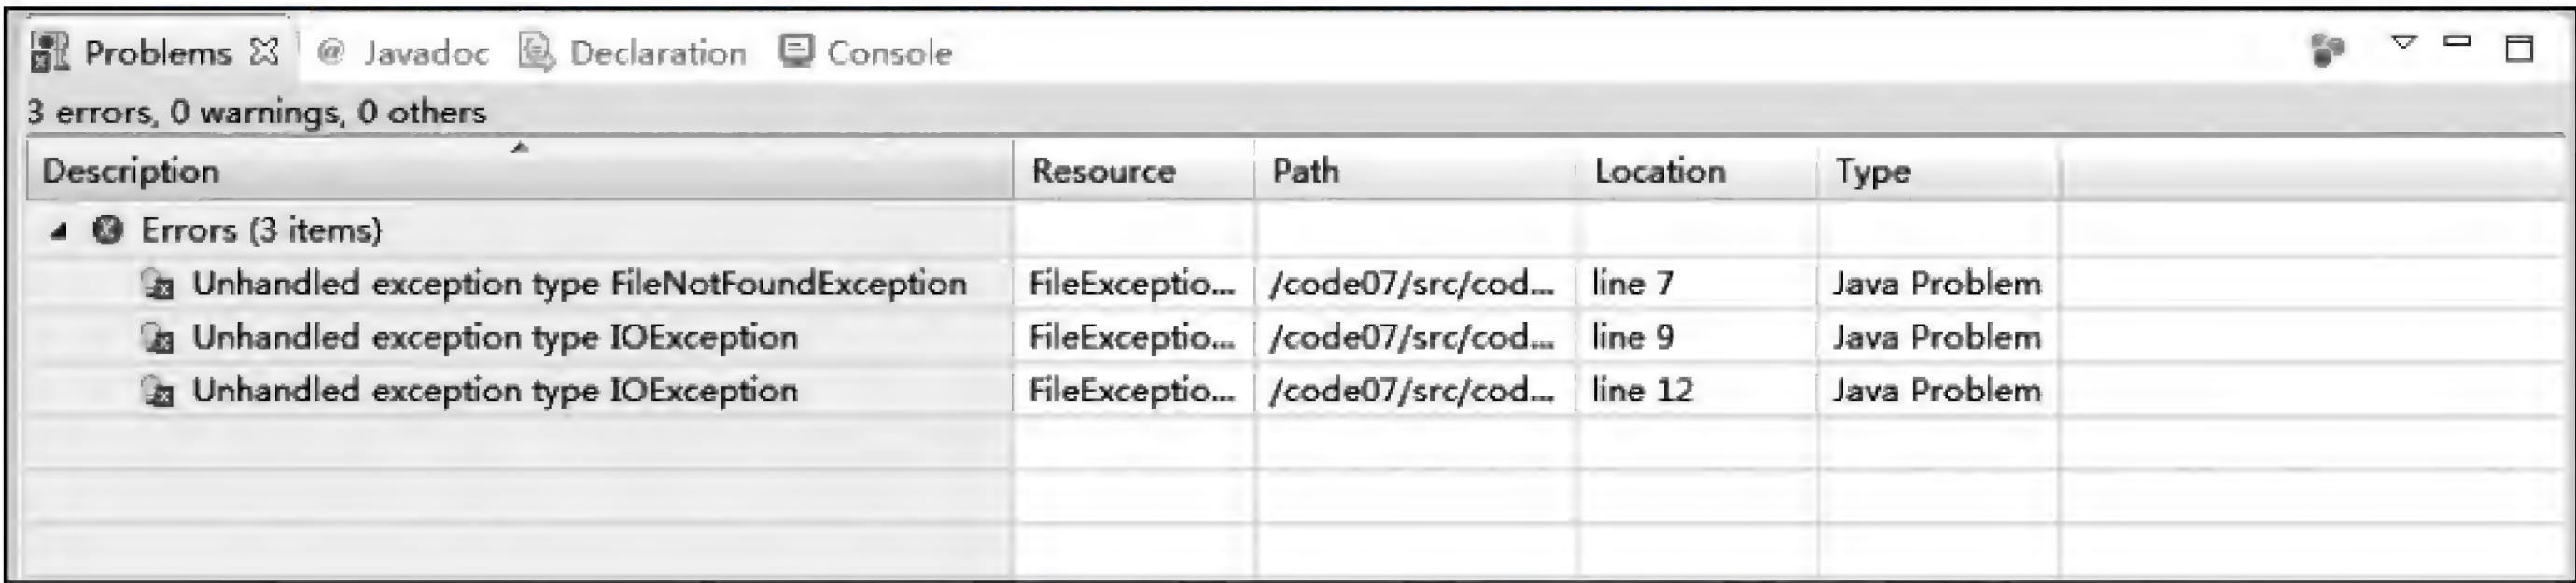 Problems @ Javadoc Declaration Console
3 errors, 0 warnings, 0 others
Description Resource Path Location Type
Errors (3 items)
Unhandled exception type FileNotFoundException FileExceptio... /code07/src/cod... line 7 Java Problem
Unhandled exception type IOException FileExceptio... /code07/src/cod... line 9 Java Problem
Unhandled exception type IOException FileExceptio... /code07/src/cod... line 12 Java Problem